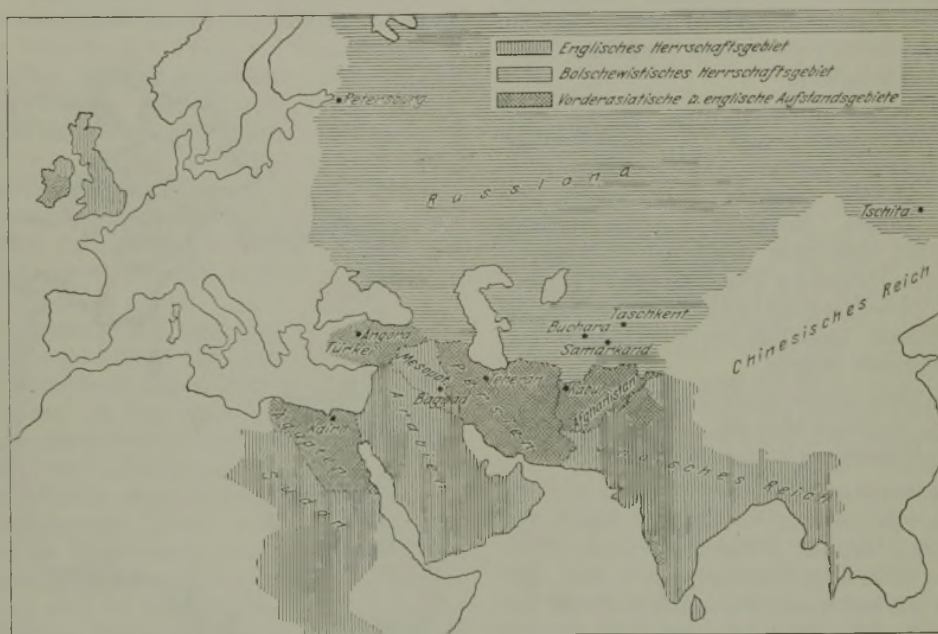 Englisches Herrschaftsgebiet
Bolschewistisches Herrschaftsgebiet
Vorderasiatische u. englische Aufstandsgebiete
Petersburg
Russland
Tschita
Chinesisches Reich
Taschkent
Buchara
Samarkand
Angora
Türkei
Mesopot
Bagdad
Teheran
Persien
Kabul
Afghanistan
Kairo
Ägypten
Arabien
Sudan
Indisches Reich